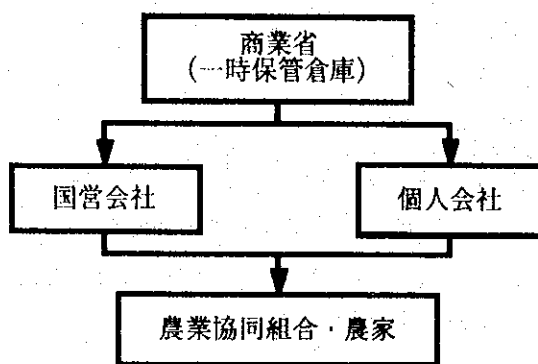 商業省
(一時保管倉庫)
国営会社
個人会社
農業協同組合・農家